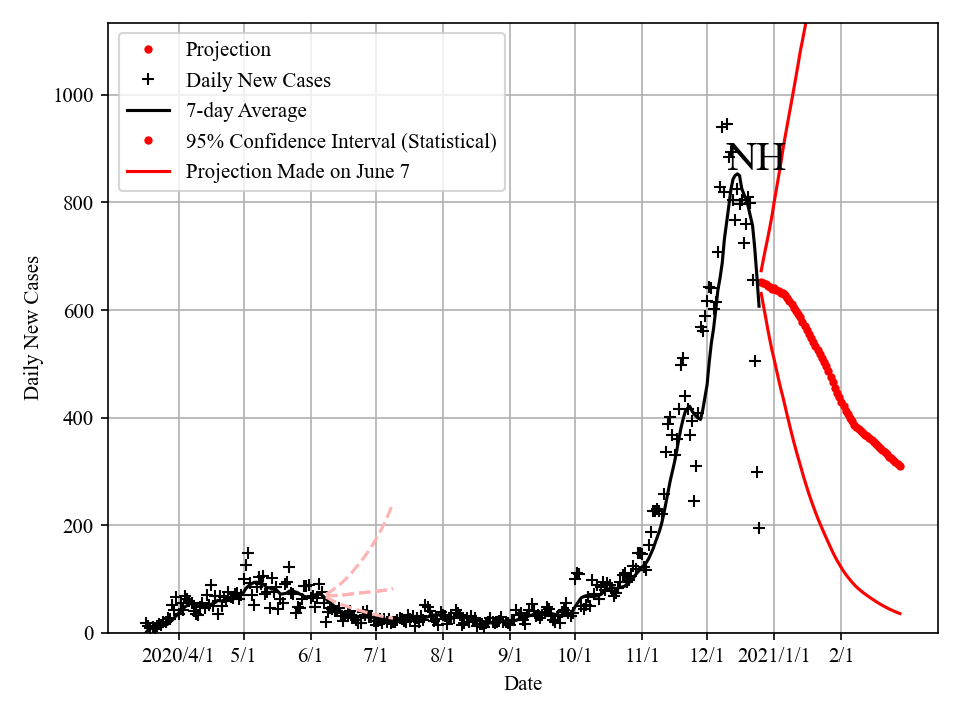 Projection
Daily New Cases
7-day Average
95% Confidence Interval (Statistical)
Projection Made on June 7
NH
1000
800
600
400
200
0
Daily New Cases
2020/4/1 5/1 6/1 7/1 8/1 9/1 10/1 11/1 12/1 2021/1/1 2/1
Date